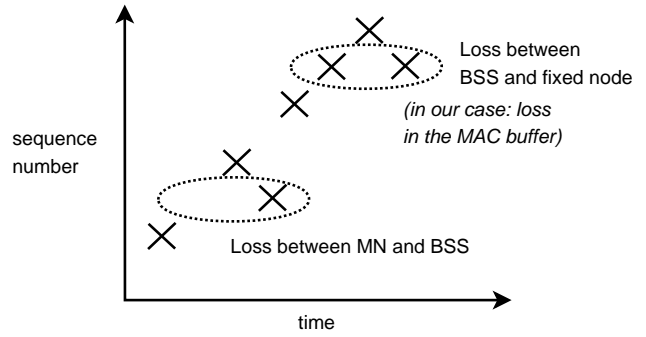 Loss between
BSS and fixed node
(in our case: loss
in the MAC buffer)
sequence
number
Loss between MN and BSS
time